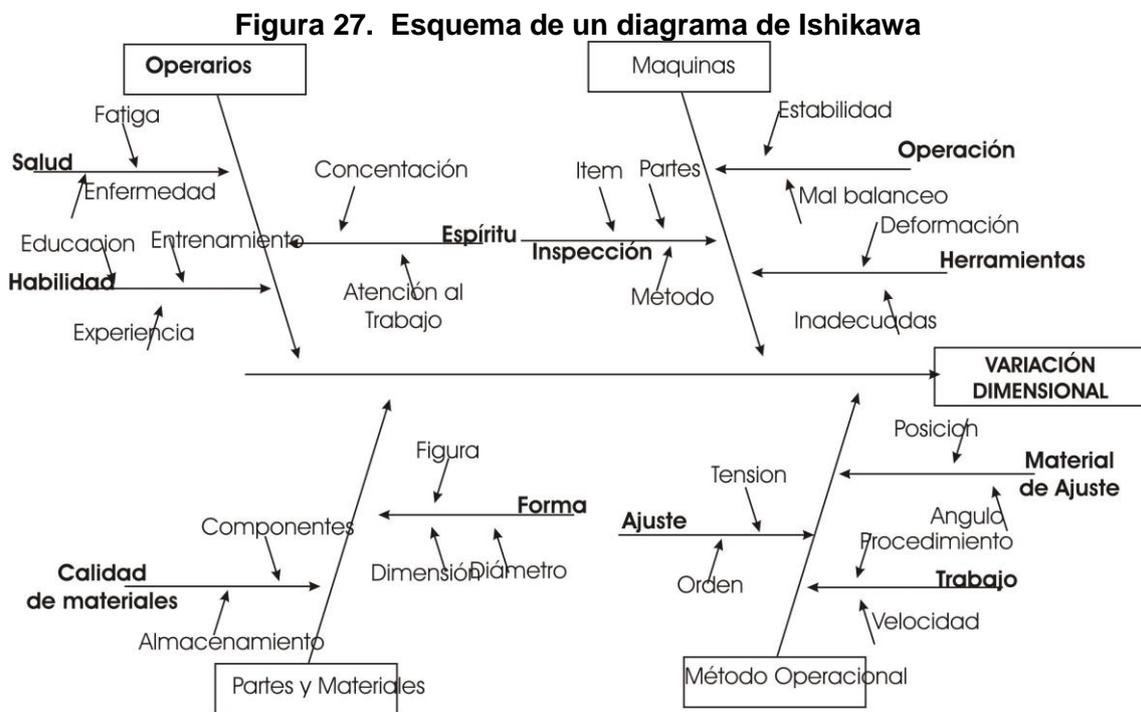 Figura 27.  Esquema de un diagrama de Ishikawa
Operarios
Maquinas
Fatiga
Estabilidad
Salud
Concentación
Item
Partes
Operación
Enfermedad
Mal balanceo
Educacion
Entrenamiento
Espíritu
Inspección
Deformación
Habilidad
Método
Herramientas
Atención al
Trabajo
Experiencia
Inadecuadas
VARIACIÓN
DIMENSIONAL
Posicion
Figura
Tension
Material
de Ajuste
Componentes
Forma
Ajuste
Angulo
Procedimiento
Calidad
de materiales
Dimensión
Diámetro
Orden
Trabajo
Almacenamiento
Velocidad
Partes y Materiales
Método Operacional